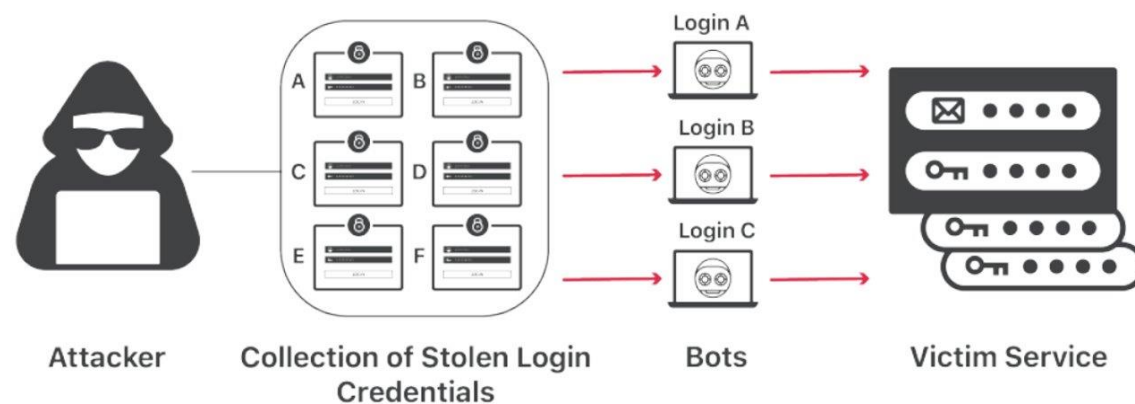 Login A
A
B
Login B
C
D
Login C
E
F
Attacker
Collection of Stolen Login
Credentials
Bots
Victim Service